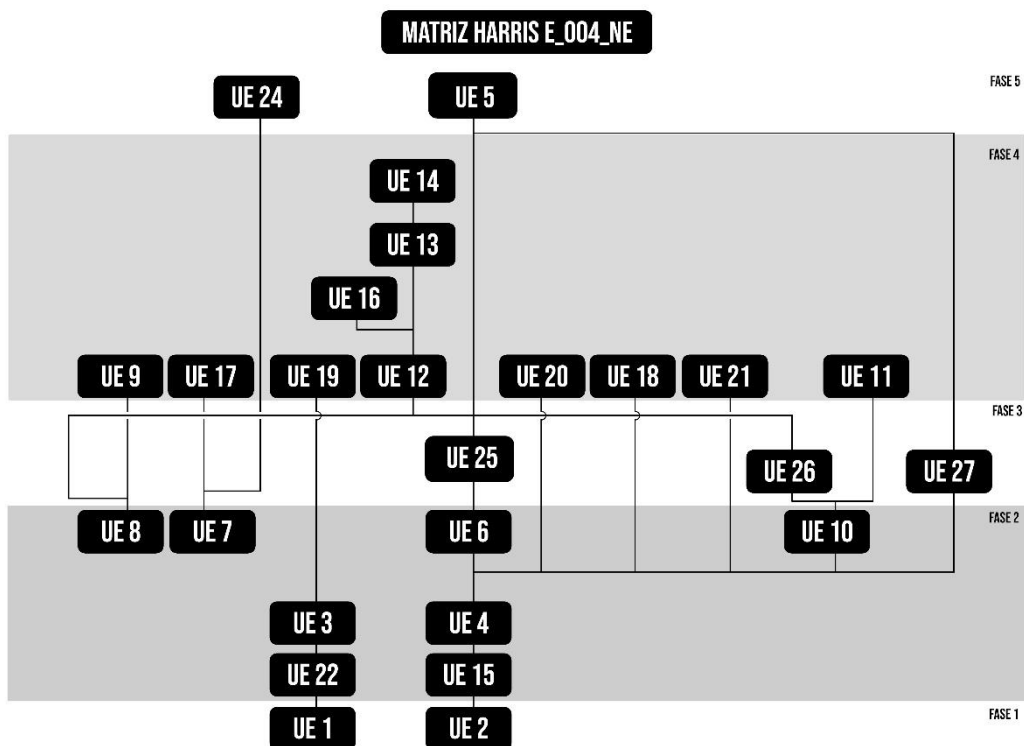 MATRIZ HARRIS E_004_NE
FASE 5
UE 24
UE 5
FASE 4
UE 14
UE 13
UE 16
UE 9
UE 17
UE 19
UE 12
UE 20
UE 18
UE 21
UE 11
FASE 3
UE 25
UE 26
UE 27
FASE 2
UE 8
UE 7
UE 6
UE 10
UE 3
UE 4
UE 22
UE 15
FASE 1
UE 1
UE 2